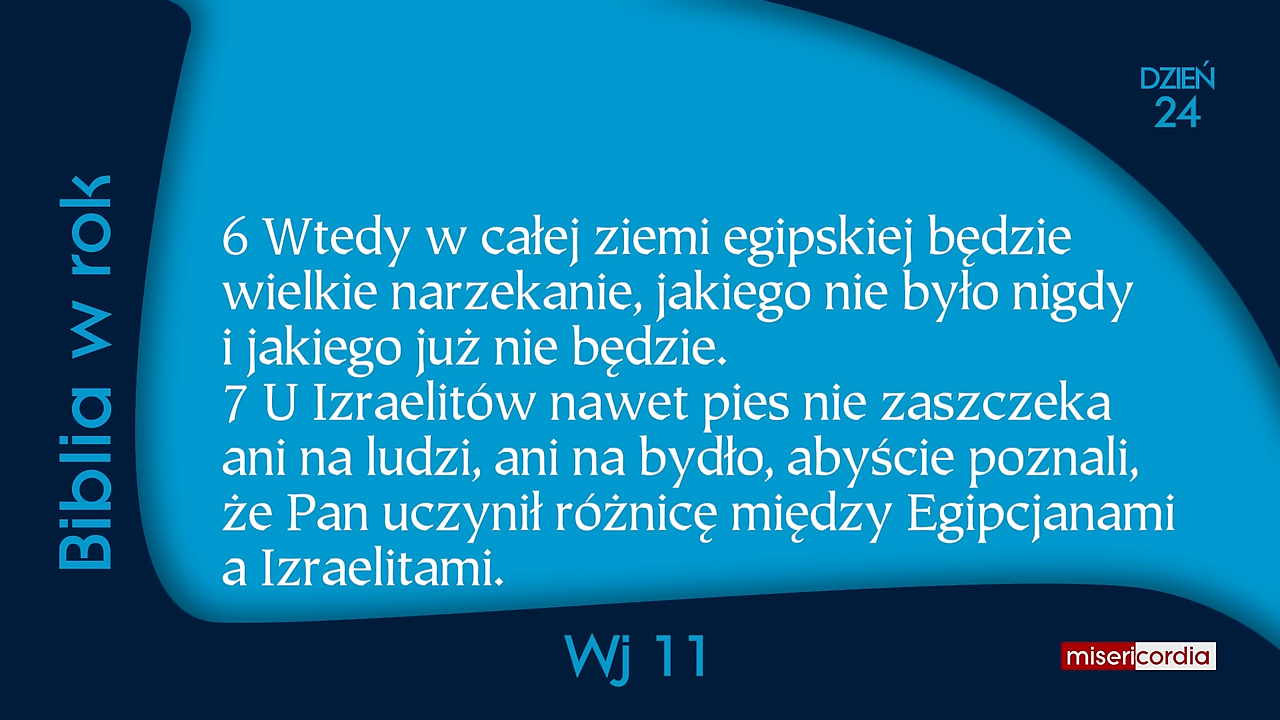 DZIEŃ
24
Biblia w rok
6 Wtedy w całej ziemi egipskiej będzie
wielkie narzekanie, jakiego nie było nigdy
i jakiego już nie będzie.
7 U Izraelitów nawet pies nie zaszczeka
ani na ludzi, ani na bydło, abyście poznali,
że Pan uczynił różnicę między Egipcjanami
a Izraelitami.
Wj 11
misericordia